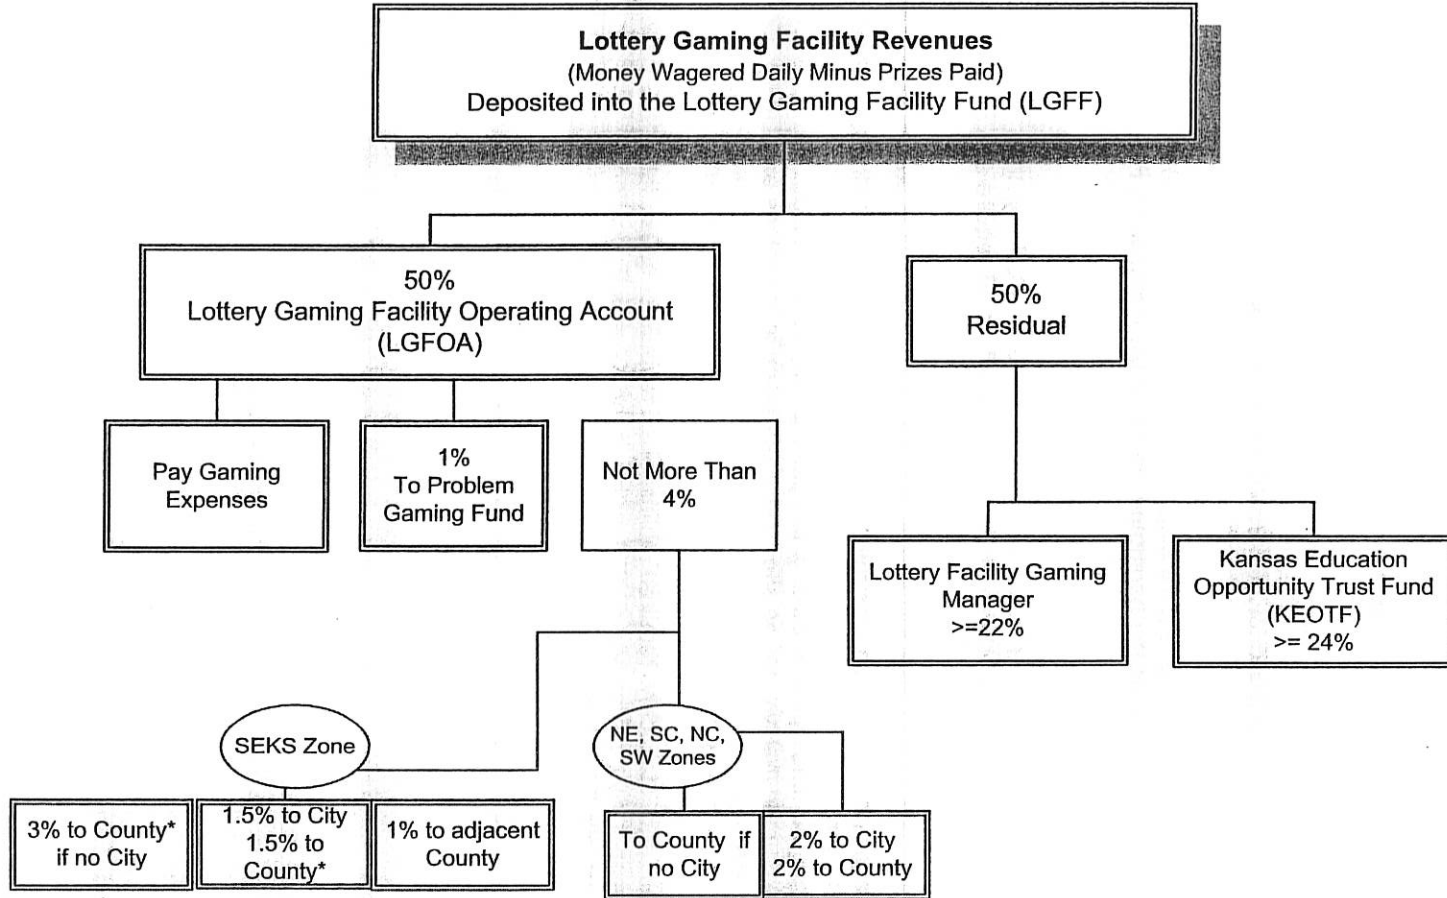 Lottery Gaming Facility Revenues
(Money Wagered Daily Minus Prizes Paid)
Deposited into the Lottery Gaming Facility Fund (LGFF)
50%
Lottery Gaming Facility Operating Account
(LGFOA)
50%
Residual
Pay Gaming
Expenses
1%
To Problem
Gaming Fund
Not More Than
4%
Lottery Facility Gaming
Manager
>=22%
Kansas Education
Opportunity Trust Fund
(KEOTF)
>= 24%
SEKS Zone
NE, SC, NC,
SW Zones
3% to County*
if no City
1.5% to City
1.5% to
County*
1% to adjacent
County
To County if
no City
2% to City
2% to County